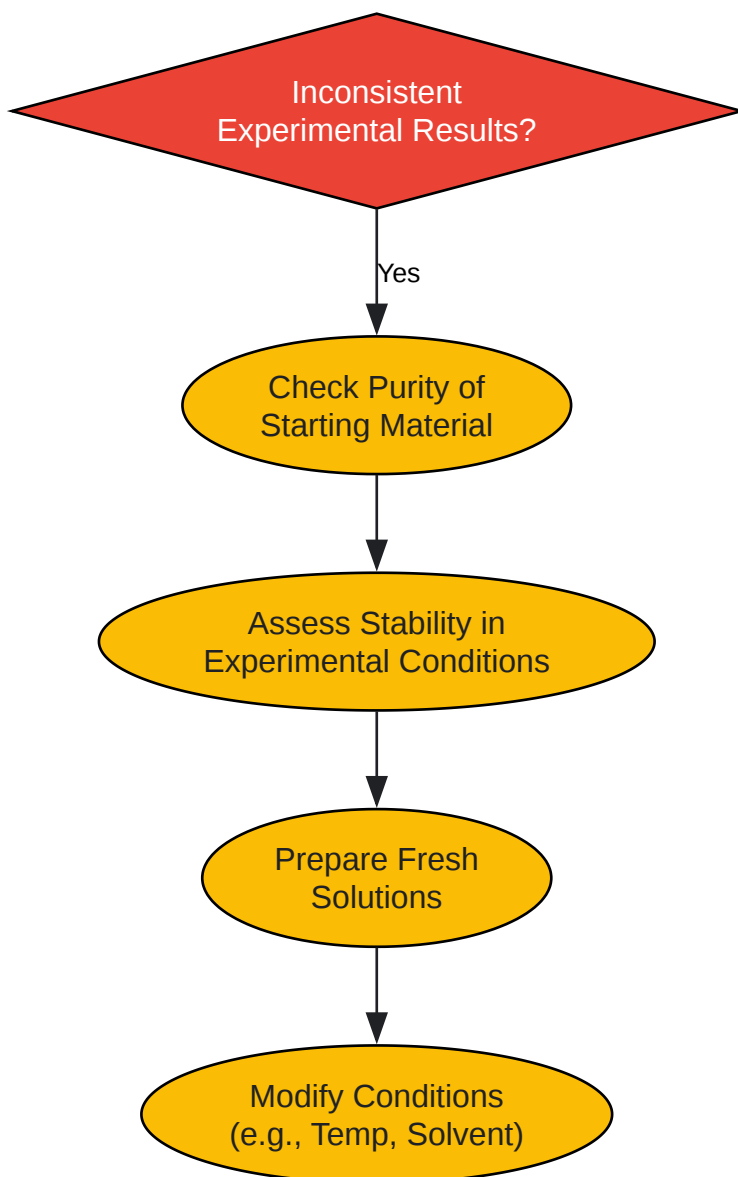 Inconsistent
Experimental Results?
Yes
Check Purity of
Starting Material
Assess Stability in
Experimental Conditions
Prepare Fresh
Solutions
Modify Conditions
(e.g., Temp, Solvent)